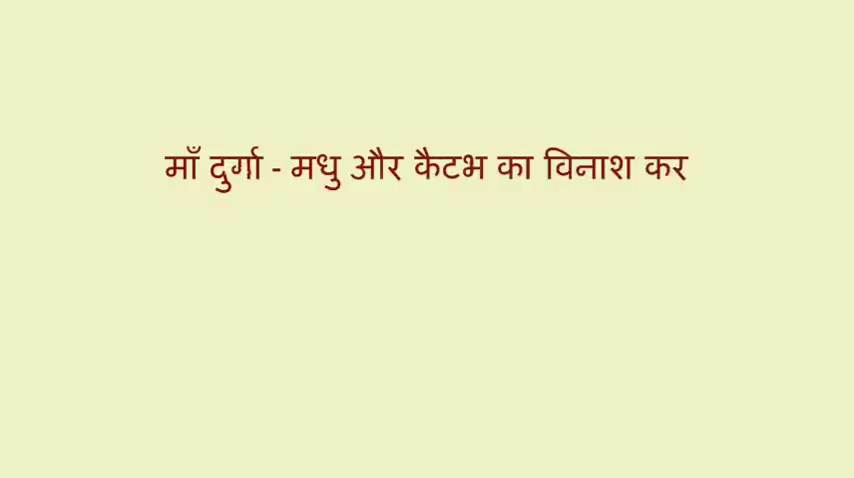 माँ दुर्गा - मधु और कैटभ का विनाश कर